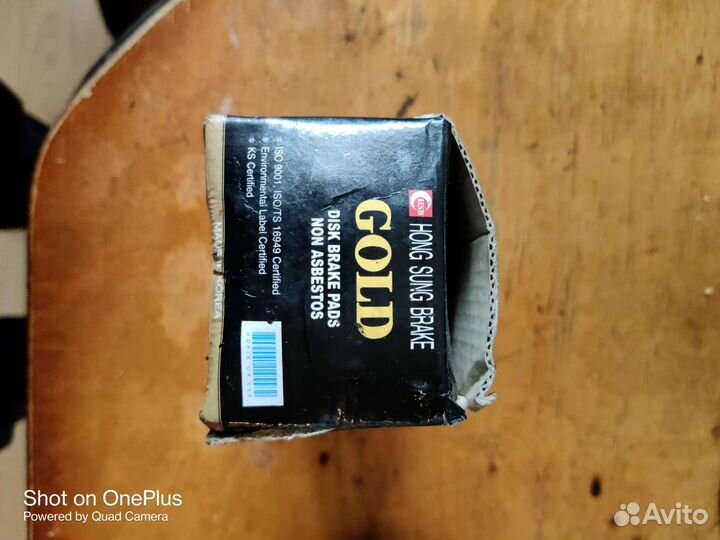 HSB HONG SUNG BRAKE
GOLD
DISK BRAKE PADS
NON ASBESTOS
* ISO 9001, ISO/TS 16949 Certified
* Environmental Label Certified
* KS Certified
MADE IN KOREA
Shot on OnePlus
Powered by Quad Camera
Avito